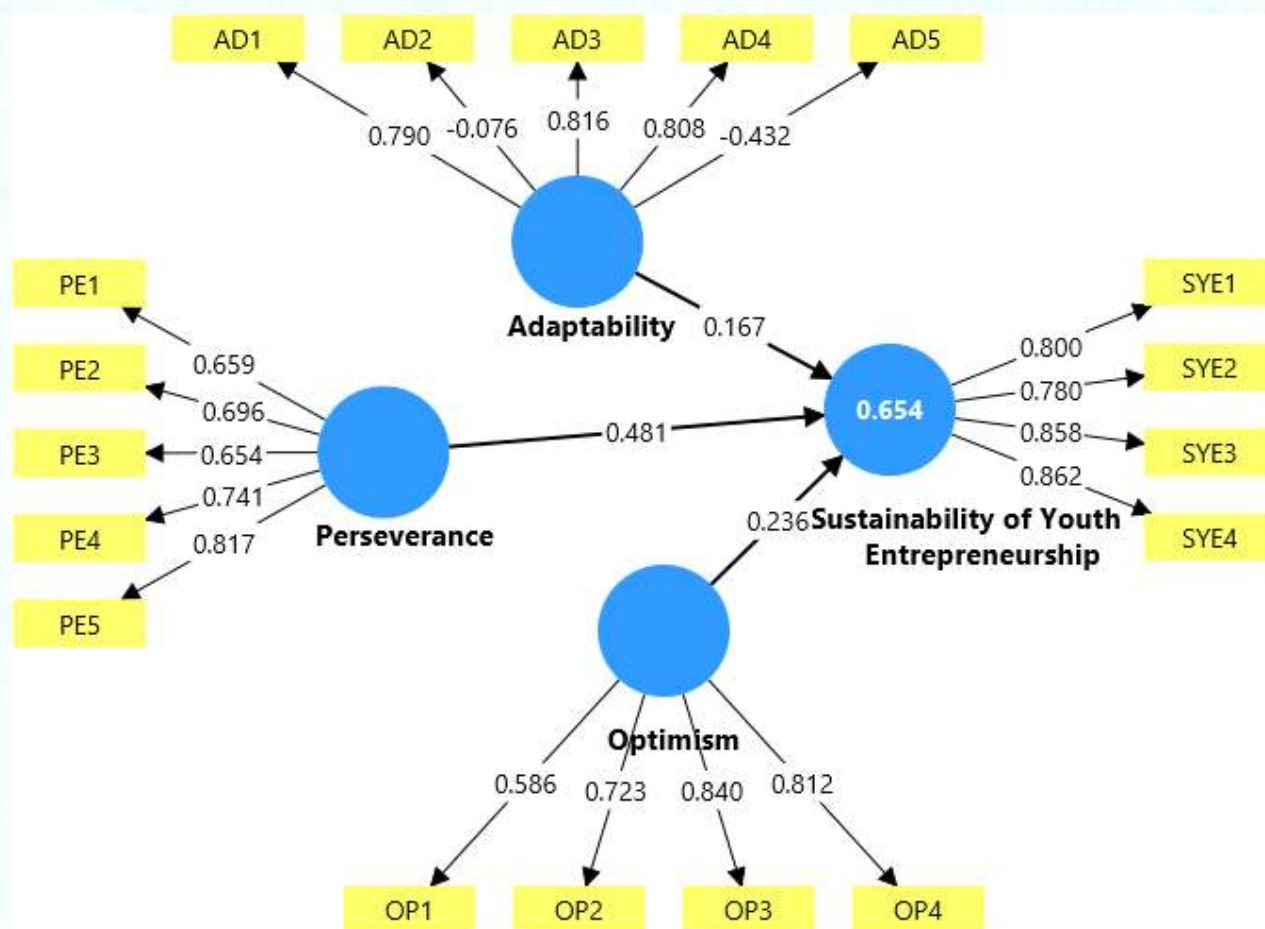 AD1 AD2 AD3 AD4 AD5
0.790 -0.076 0.816 0.808 -0.432
Adaptability
0.167
PE1
PE2
PE3
PE4
PE5
0.659
0.696
0.654
0.741
0.817
Perseverance
0.481
0.654
Sustainability of Youth
Entrepreneurship
0.236
SYE1
SYE2
SYE3
SYE4
0.800
0.780
0.858
0.862
Optimism
0.586 0.723 0.840 0.812
OP1 OP2 OP3 OP4